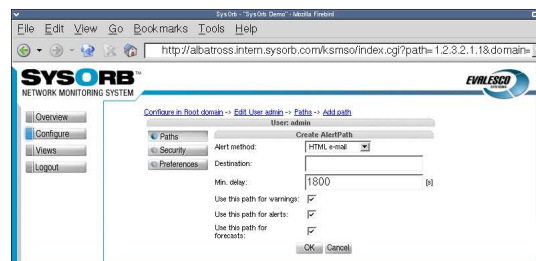 SysOrb - "SysOrb Demo" - Mozilla Firebird
File Edit View Go Bookmarks Tools Help
http://albatross.intern.sysorb.com/ksmso/index.cgi?path=1.2.3.2.1.1&domain=
SYSORB™
NETWORK MONITORING SYSTEM
EVALESCO
SYSTEMS
Overview
Configure
Views
Logout
Configure in Root domain -> Edit User admin -> Paths -> Add path
User: admin
Paths
Security
Preferences
Create AlertPath
Alert method: HTML e-mail
Destination:
Min. delay: 1800 [s]
Use this path for warnings:
Use this path for alerts:
Use this path for
forecasts:
OK Cancel